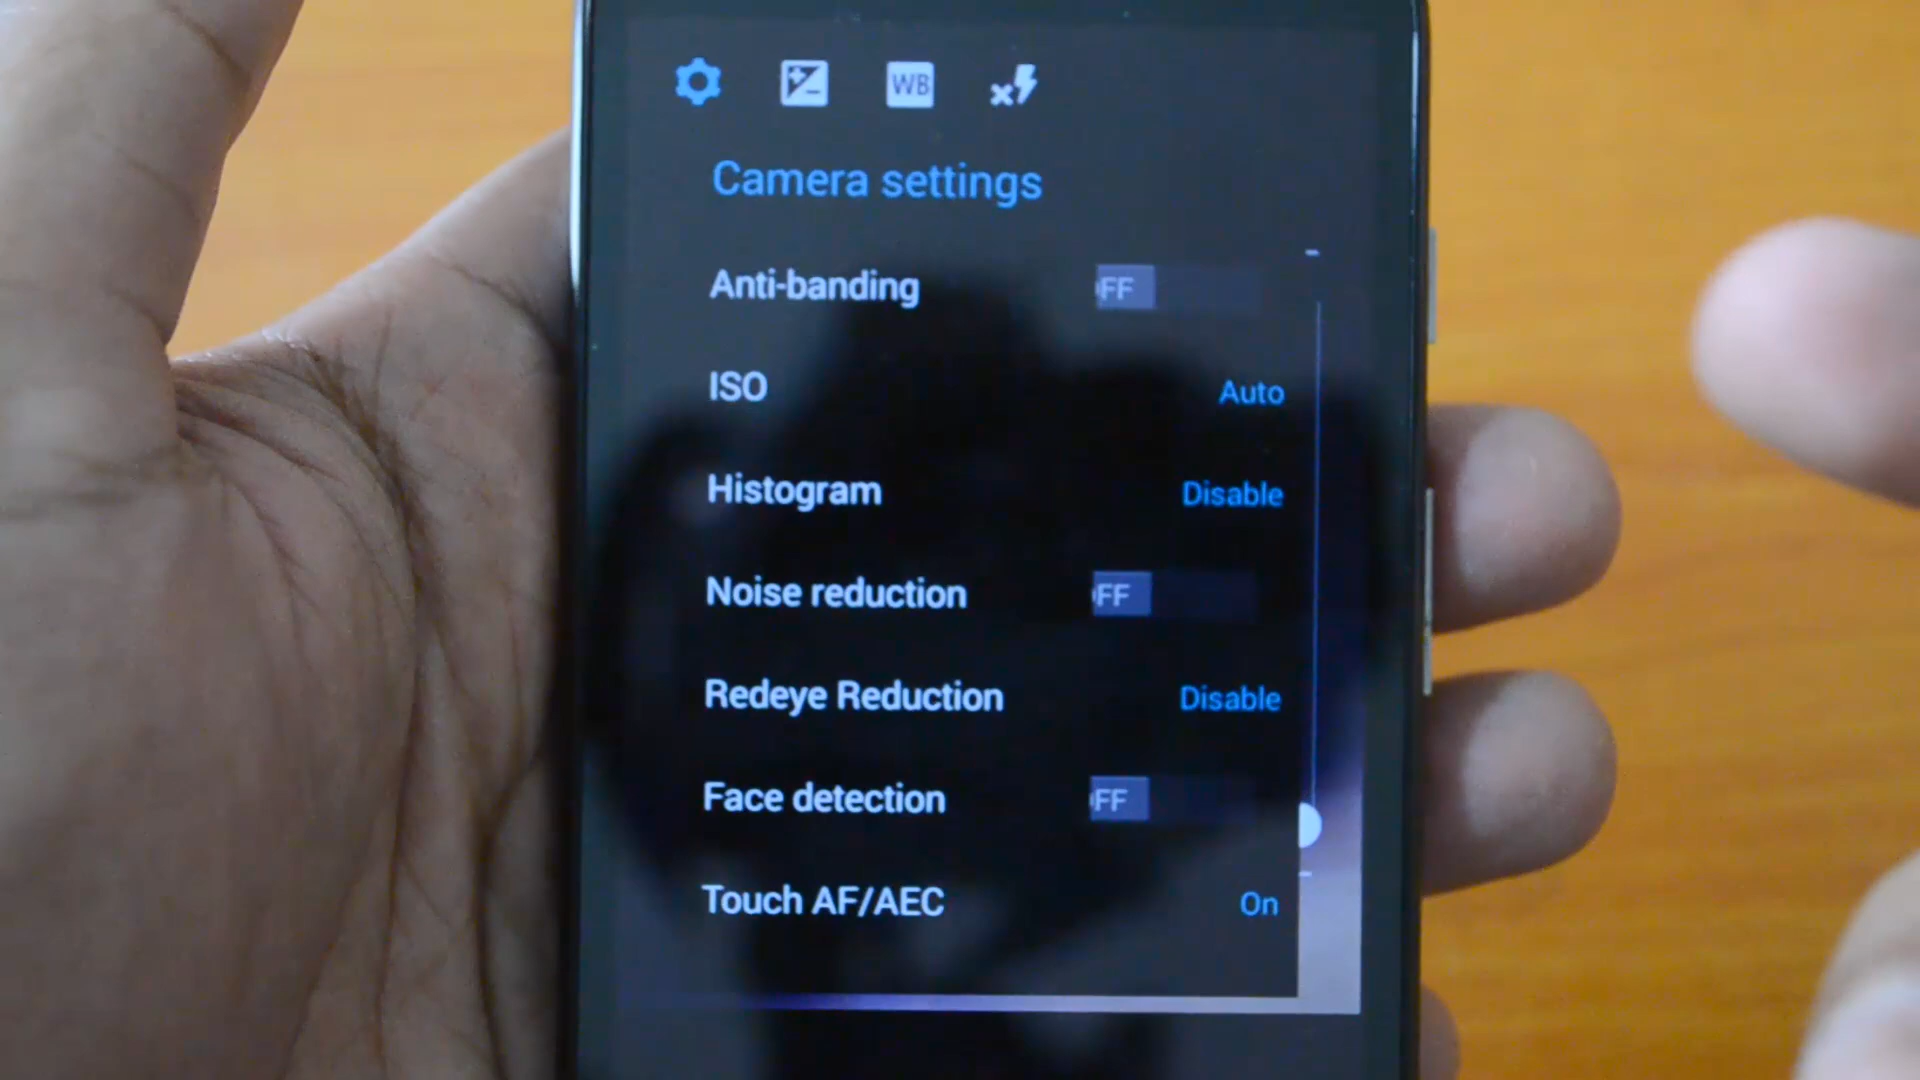 WB
Camera settings
Anti-banding FF
ISO Auto
Histogram Disable
Noise reduction FF
Redeye Reduction Disable
Face detection FF
Touch AF/AEC On